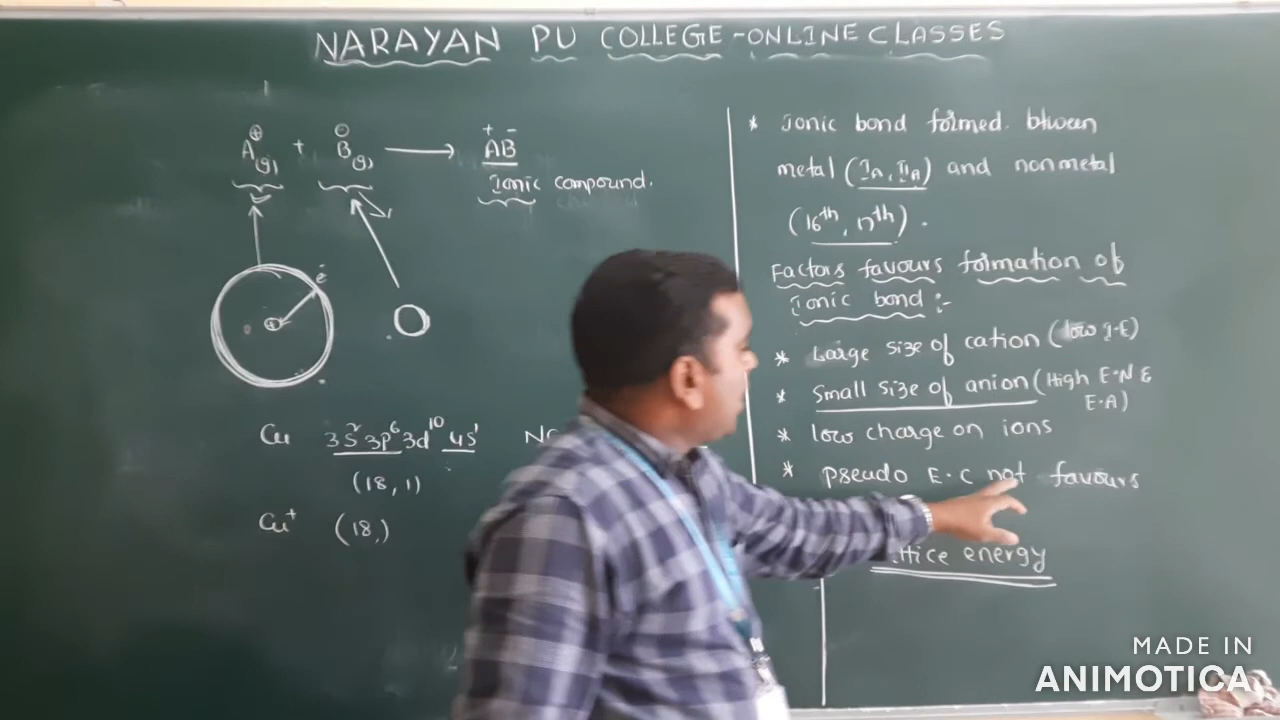 NARAYAN PU COLLEGE - ONLINE CLASSES
A⊕(g) + B⊖(g) ⟶ A⁺B⁻
Ionic compound.
e⁻
⊕
Cu 3s² 3p⁶ 3d¹⁰ 4s¹
(18, 1)
Cu⁺ (18,)
* Ionic bond formed. btween
metal (IA, IIA) and nonmetal
(16th, 17th).
Factors favours formation of
Ionic bond :-
* Large size of cation (low I.E)
* Small size of anion (High E.N &
E.A)
* low charge on ions
* pseudo E.C not favours
energy
MADE IN
ANIMOTICA